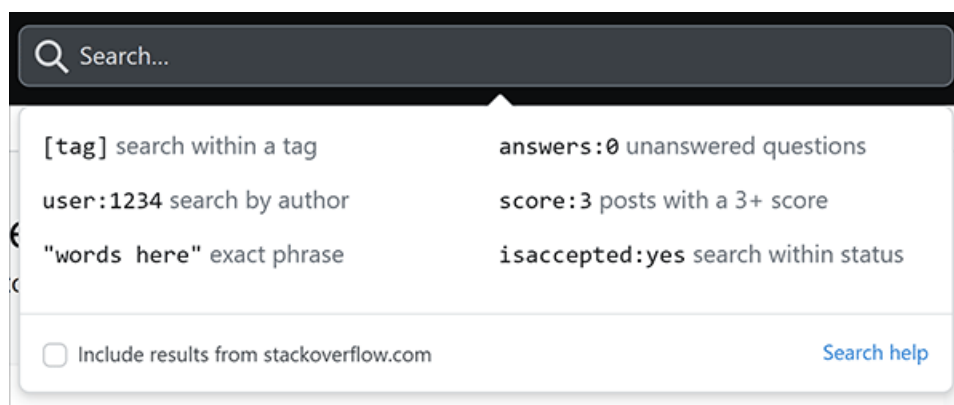 Search...
[tag] search within a tag
answers:0 unanswered questions
user:1234 search by author
score:3 posts with a 3+ score
"words here" exact phrase
isaccepted:yes search within status
Include results from stackoverflow.com
Search help